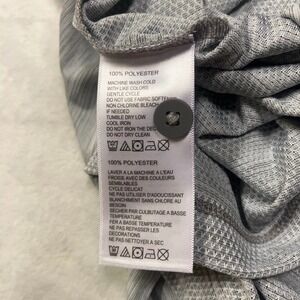 100% POLYESTER
MACHINE WASH COLD
WITH LIKE COLORS
GENTLE CYCLE
DO NOT USE FABRIC SOFTENER
NON CHLORINE BLEACH
IF NEEDED
TUMBLE DRY LOW
COOL IRON
DO NOT IRON THE DEC
DO NOT DRY CLEAN
100% POLYESTER
LAVER A LA MACHINE A L'EAU
FROIDE AVEC DES COULEURS
SEMBLABLES
CYCLE DELICAT
NE PAS UTILISER D'ADOUCISSANT
BLANCHIMENT SANS CHLORE AU
BESOIN
SECHER PAR CULBUTAGE A BASSE
TEMPERATURE
FER A BASSE TEMPERATURE
NE PAS REPASSER LES
DECORATIONS
NE PAS NETTOYER A SEC